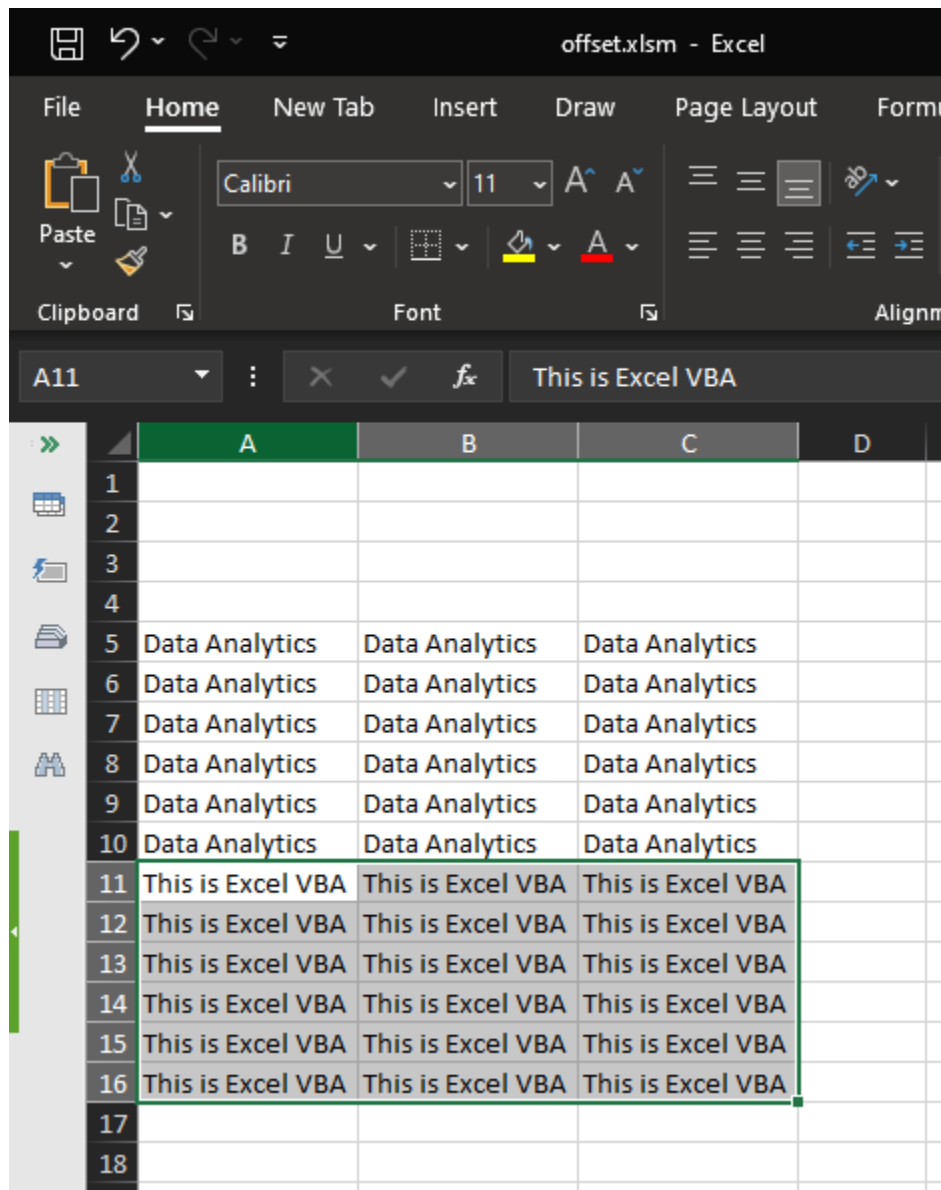 offset.xlsm - Excel
File Home New Tab Insert Draw Page Layout Formu
Calibri 11
Paste
B I U A
Clipboard Font Alignm
A11 fx This is Excel VBA
A B C D
1
2
3
4
5 Data Analytics Data Analytics Data Analytics
6 Data Analytics Data Analytics Data Analytics
7 Data Analytics Data Analytics Data Analytics
8 Data Analytics Data Analytics Data Analytics
9 Data Analytics Data Analytics Data Analytics
10 Data Analytics Data Analytics Data Analytics
11 This is Excel VBA This is Excel VBA This is Excel VBA
12 This is Excel VBA This is Excel VBA This is Excel VBA
13 This is Excel VBA This is Excel VBA This is Excel VBA
14 This is Excel VBA This is Excel VBA This is Excel VBA
15 This is Excel VBA This is Excel VBA This is Excel VBA
16 This is Excel VBA This is Excel VBA This is Excel VBA
17
18